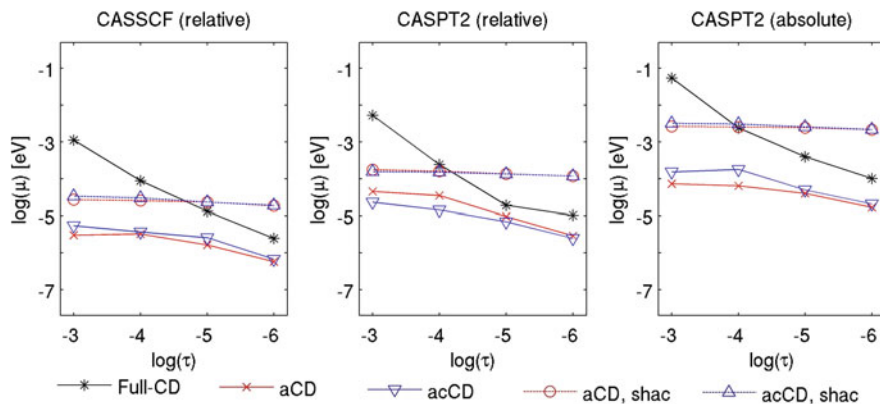 CASSCF (relative)
CASPT2 (relative)
CASPT2 (absolute)
log(μ) [eV]
-1
-3
-5
-7
-3 -4 -5 -6
log(τ)
log(μ) [eV]
-1
-3
-5
-7
-3 -4 -5 -6
log(τ)
log(μ) [eV]
-1
-3
-5
-7
-3 -4 -5 -6
log(τ)
Full-CD
aCD
acCD
aCD, shac
acCD, shac